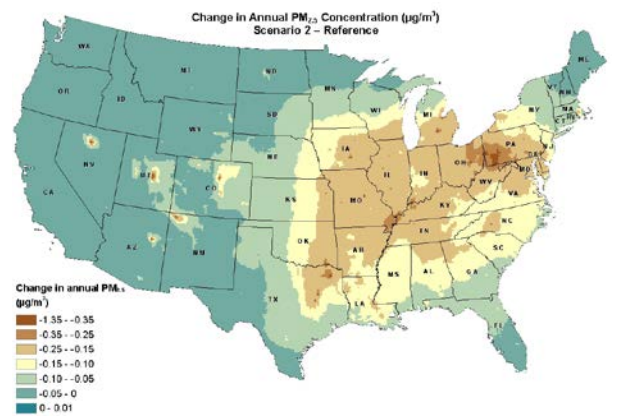 Change in Annual PM2.5 Concentration (µg/m³)
Scenario 2 – Reference
WA
MT
ND
MN
ME
OR
ID
WY
SD
WI
MI
VT
NH
NY
MA
CT
RI
NV
UT
CO
NE
IA
IL
IN
OH
PA
NJ
DE
MD
CA
KS
MO
KY
WV
VA
AZ
NM
OK
AR
TN
NC
TX
LA
MS
AL
GA
SC
FL
Change in annual PM2.5
(µg/m³)
-1.35 - -0.35
-0.35 - -0.25
-0.25 - -0.15
-0.15 - -0.10
-0.10 - -0.05
-0.05 - 0
0 - 0.01